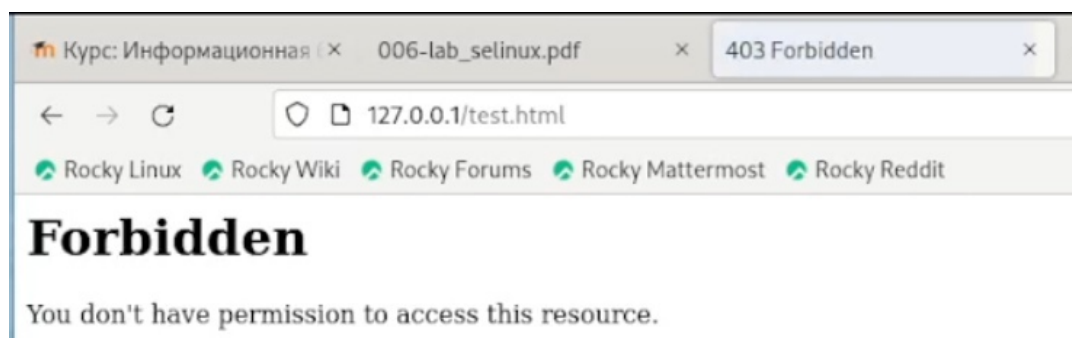 Курс: Информационная 006-lab_selinux.pdf 403 Forbidden
127.0.0.1/test.html
Rocky Linux Rocky Wiki Rocky Forums Rocky Mattermost Rocky Reddit
Forbidden
You don't have permission to access this resource.